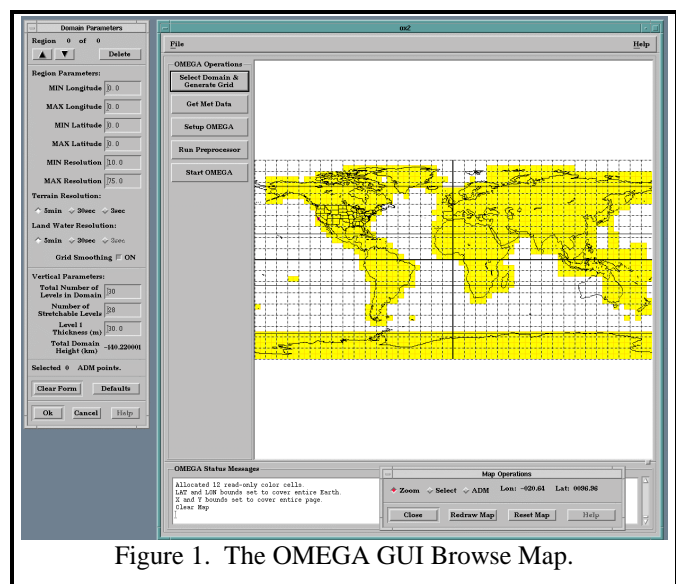 Domain Parameters
Region 0 of 0
Delete
Region Parameters:
MIN Longitude 0.0
MAX Longitude 0.0
MIN Latitude 0.0
MAX Latitude 0.0
MIN Resolution 10.0
MAX Resolution 75.0
Terrain Resolution:
5min 30sec 3sec
Land Water Resolution:
5min 30sec 3sec
Grid Smoothing ON
Vertical Parameters:
Total Number of
Levels in Domain 30
Number of
Stretchable Levels 28
Level 1
Thickness (m) 30.0
Total Domain
Height (km) -140.220001
Selected 0 ADM points.
Clear Form Defaults
Ok Cancel Help
File Help
OMEGA Operations
Select Domain &
Generate Grid
Get Met Data
Setup OMEGA
Run Preprocessor
Start OMEGA
OMEGA Status Messages
Allocated 12 read-only color cells.
LAT and LON bounds set to cover entire Earth.
X and Y bounds set to cover entire page.
Clear Map
Map Operations
Zoom Select ADM Lon: -020.64 Lat: 0096.96
Close Redraw Map Reset Map Help
Figure 1. The OMEGA GUI Browse Map.